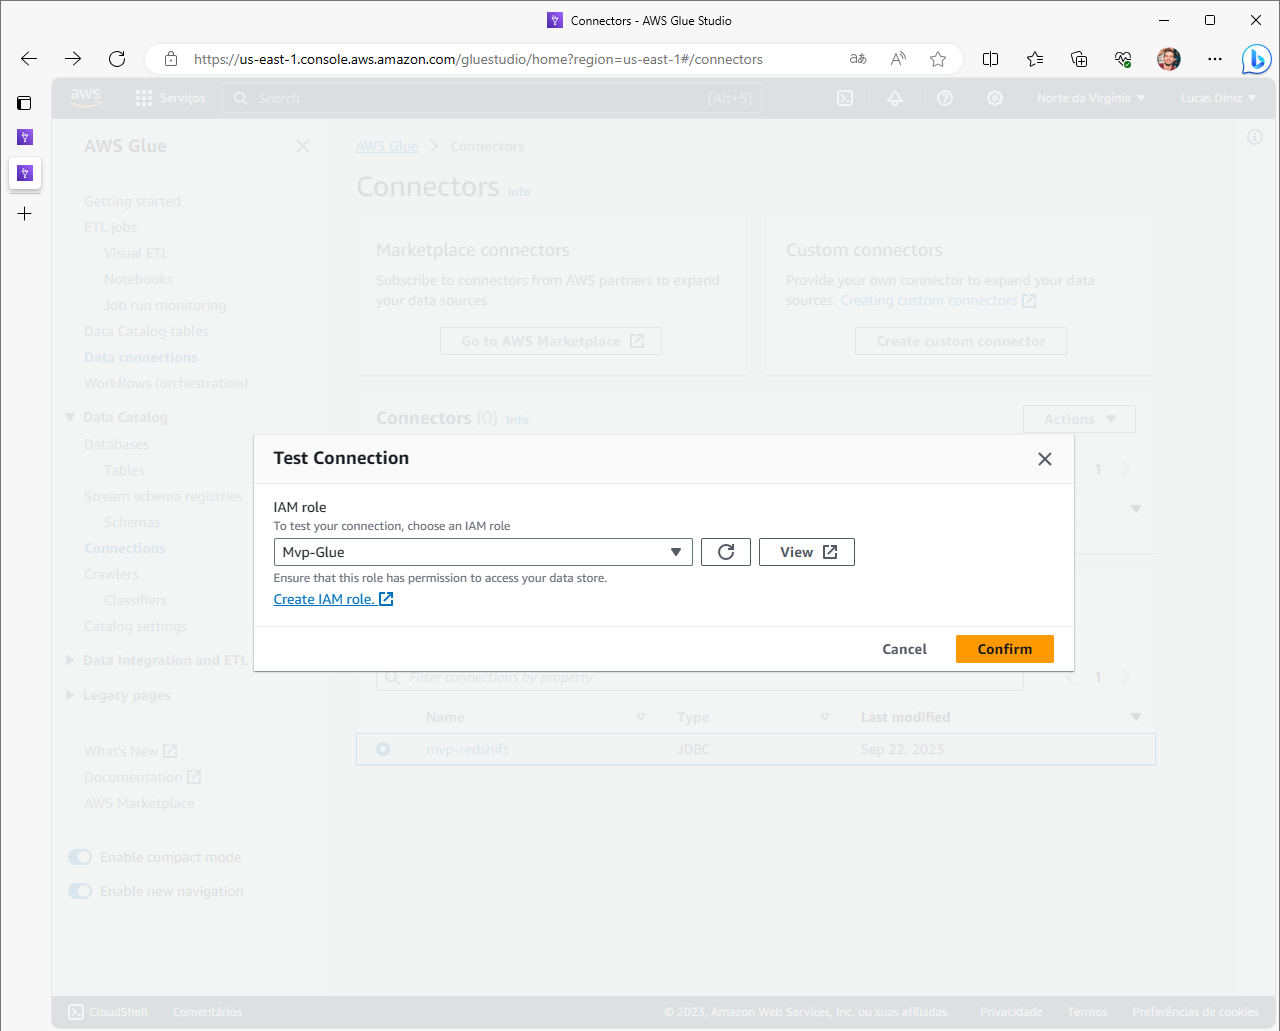 Connectors - AWS Glue Studio
https://us-east-1.console.aws.amazon.com/gluestudio/home?region=us-east-1#/connectors
aws
Serviços
Search
[Alt+S]
Norte da Virgínia
Lucas Diniz
AWS Glue
Getting started
ETL jobs
Visual ETL
Notebooks
Job run monitoring
Data Catalog tables
Data connections
Workflows (orchestration)
Data Catalog
Databases
Tables
Stream schema registries
Schemas
Connections
Crawlers
Classifiers
Catalog settings
Data Integration and ETL
Legacy pages
What's New
Documentation
AWS Marketplace
Enable compact mode
Enable new navigation
AWS Glue
Connectors
Connectors Info
Marketplace connectors
Subscribe to connectors from AWS partners to expand
your data sources.
Go to AWS Marketplace
Custom connectors
Provide your own connector to expand your data
sources. Creating custom connectors
Create custom connector
Connectors (0) Info
Actions
1
Test Connection
IAM role
To test your connection, choose an IAM role
Mvp-Glue
View
Ensure that this role has permission to access your data store.
Create IAM role.
Cancel
Confirm
Filter connections by property
1
Name
Type
Last modified
mvp-redshift
JDBC
Sep 22, 2023
CloudShell
Comentários
© 2023, Amazon Web Services, Inc. ou suas afiliadas.
Privacidade
Termos
Preferências de cookies